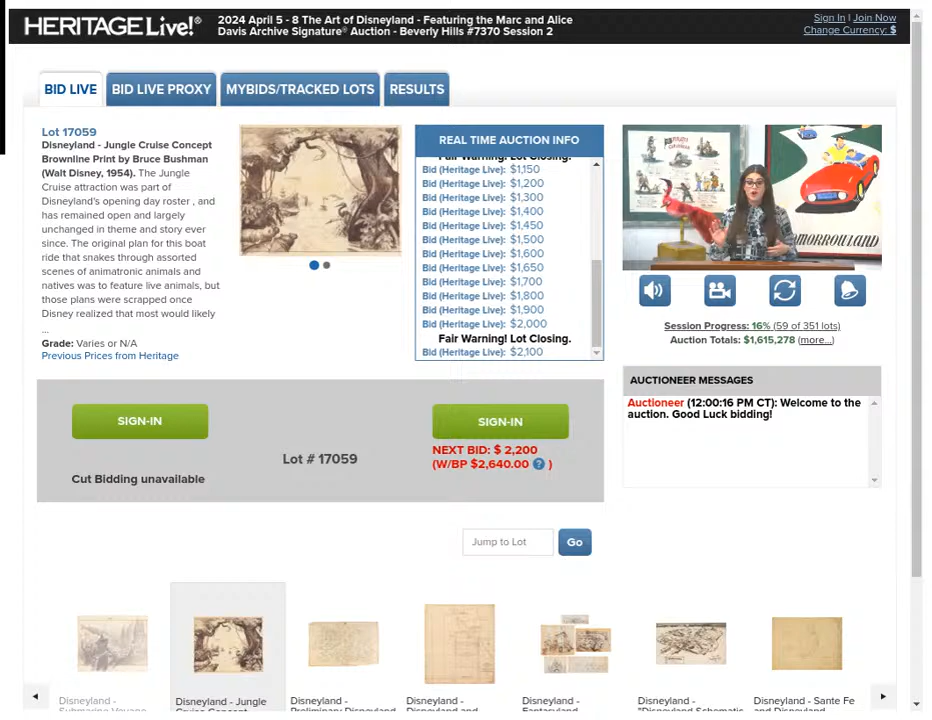 HERITAGE Live!®
2024 April 5 - 8 The Art of Disneyland - Featuring the Marc and Alice
Davis Archive Signature® Auction - Beverly Hills #7370 Session 2
Sign In | Join Now
Change Currency: $
BID LIVE
BID LIVE PROXY
MYBIDS/TRACKED LOTS
RESULTS
Lot 17059
Disneyland - Jungle Cruise Concept
Brownline Print by Bruce Bushman
(Walt Disney, 1954). The Jungle
Cruise attraction was part of
Disneyland's opening day roster , and
has remained open and largely
unchanged in theme and story ever
since. The original plan for this boat
ride that snakes through assorted
scenes of animatronic animals and
natives was to feature live animals, but
those plans were scrapped once
Disney realized that most would likely
...
Grade: Varies or N/A
Previous Prices from Heritage
REAL TIME AUCTION INFO
Fair Warning! Lot Closing.
Bid (Heritage Live): $1,150
Bid (Heritage Live): $1,200
Bid (Heritage Live): $1,300
Bid (Heritage Live): $1,400
Bid (Heritage Live): $1,450
Bid (Heritage Live): $1,500
Bid (Heritage Live): $1,600
Bid (Heritage Live): $1,650
Bid (Heritage Live): $1,700
Bid (Heritage Live): $1,800
Bid (Heritage Live): $1,900
Bid (Heritage Live): $2,000
Fair Warning! Lot Closing.
Bid (Heritage Live): $2,100
Session Progress: 16% (59 of 351 lots)
Auction Totals: $1,615,278 (more...)
AUCTIONEER MESSAGES
Auctioneer (12:00:16 PM CT): Welcome to the
auction. Good Luck bidding!
SIGN-IN
Cut Bidding unavailable
Lot # 17059
SIGN-IN
NEXT BID: $ 2,200
(W/BP $2,640.00 ? )
Jump to Lot
Go
Disneyland -
Disneyland - Jungle
Disneyland -
Preliminary Disneyland
Disneyland -
Disneyland and
Disneyland -
Fantasyland
Disneyland -
"Disneyland Schematic
Disneyland - Sante Fe
and Disneyland